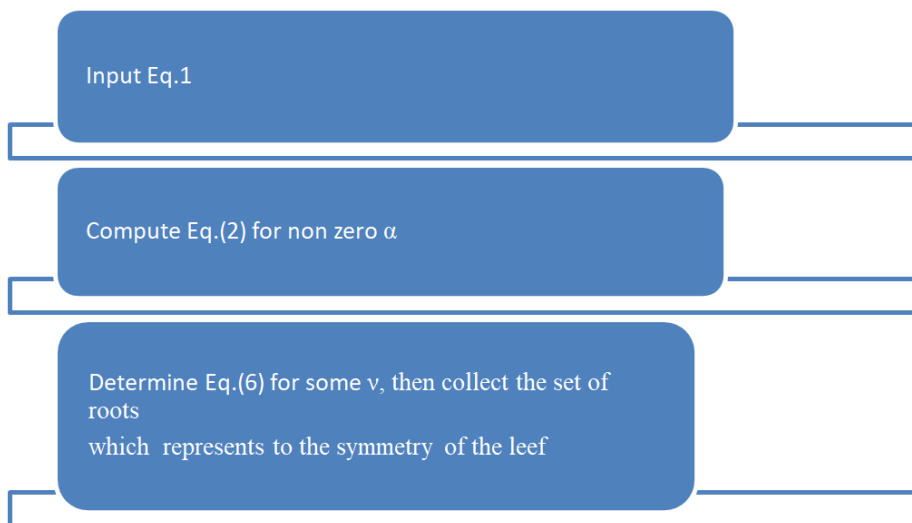 Input Eq.1
Compute Eq.(2) for non zero α
Determine Eq.(6) for some ν, then collect the set of
roots
which represents to the symmetry of the leef